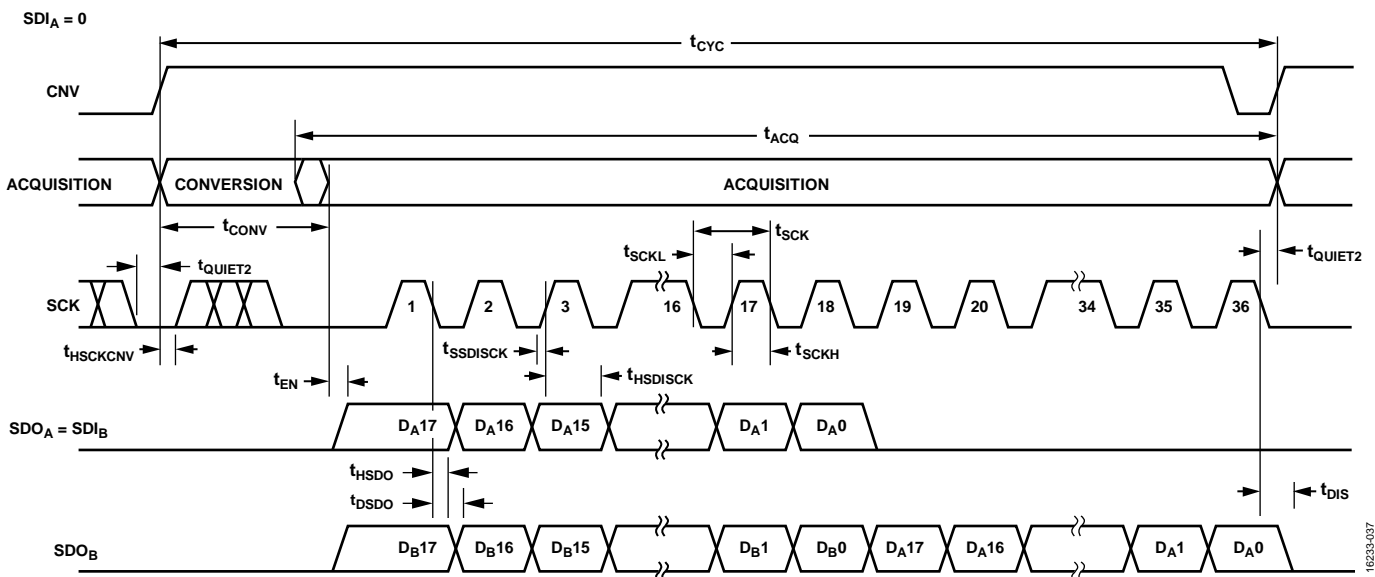 SDIA = 0
tCYC
CNV
tACQ
ACQUISITION CONVERSION ACQUISITION
tCONV
tSCK
tSCKL
tQUIET2 tQUIET2
SCK 1 2 3 16 17 18 19 20 34 35 36
tHSCKCNV tSSDISCK tSCKH
tEN tHSDISCK
SDOA = SDIB DA17 DA16 DA15 DA1 DA0
tHSDO
tDSDO tDIS
SDOB DB17 DB16 DB15 DB1 DB0 DA17 DA16 DA1 DA0
16233-037